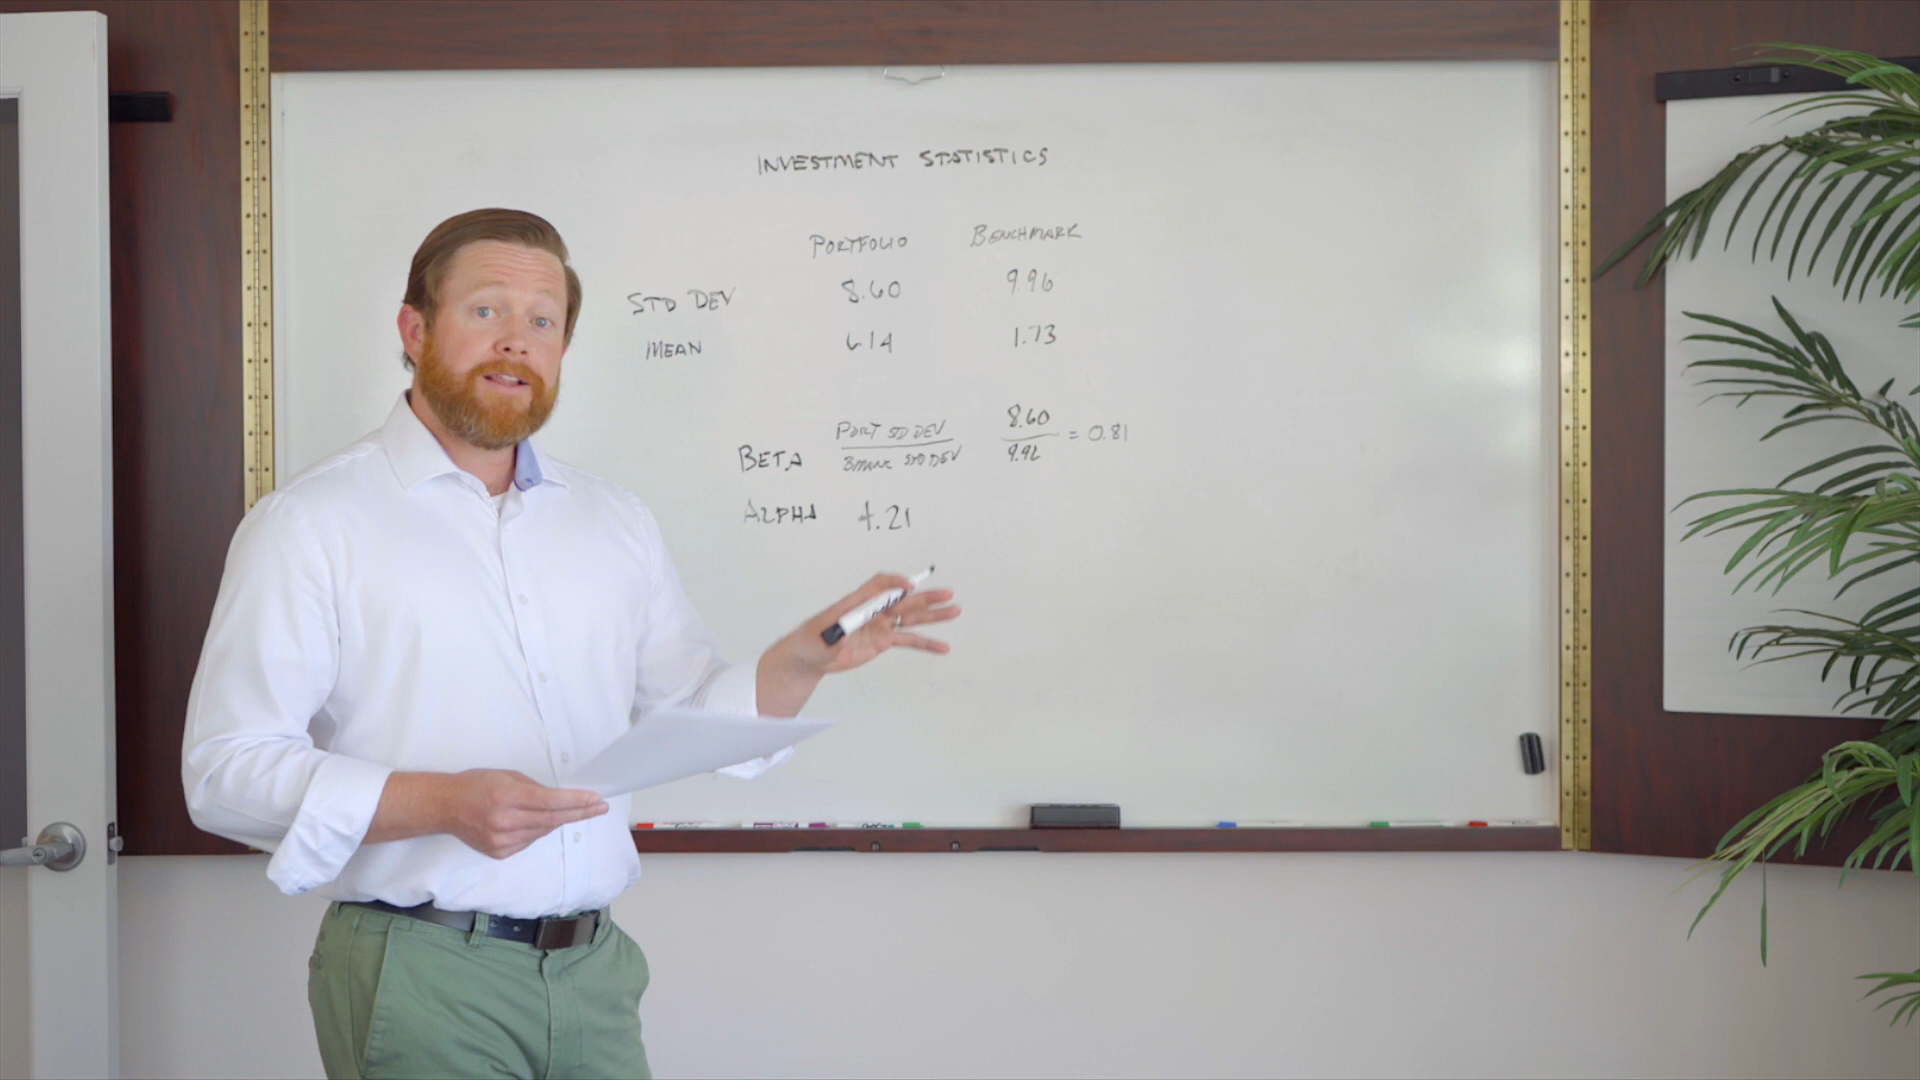 INVESTMENT STATISTICS
PORTFOLIO BENCHMARK
STD DEV 8.60 9.96
MEAN 6.14 1.73
BETA PORT STD DEV / BMARK STD DEV 8.60 / 9.96 = 0.81
ALPHA 4.21